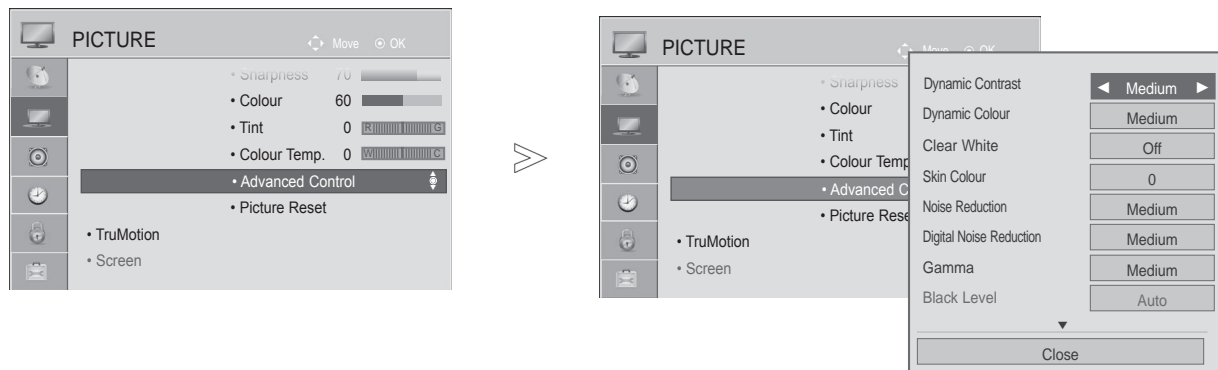 PICTURE
Move OK
• Sharpness 70
• Colour 60
• Tint 0 R G
• Colour Temp. 0 W C
• Advanced Control
• Picture Reset
• TruMotion
• Screen
PICTURE
Move OK
• Sharpness
• Colour
• Tint
• Colour Temp
• Advanced C
• Picture Rese
• TruMotion
• Screen
Dynamic Contrast ◀ Medium ▶
Dynamic Colour Medium
Clear White Off
Skin Colour 0
Noise Reduction Medium
Digital Noise Reduction Medium
Gamma Medium
Black Level Auto
▼
Close